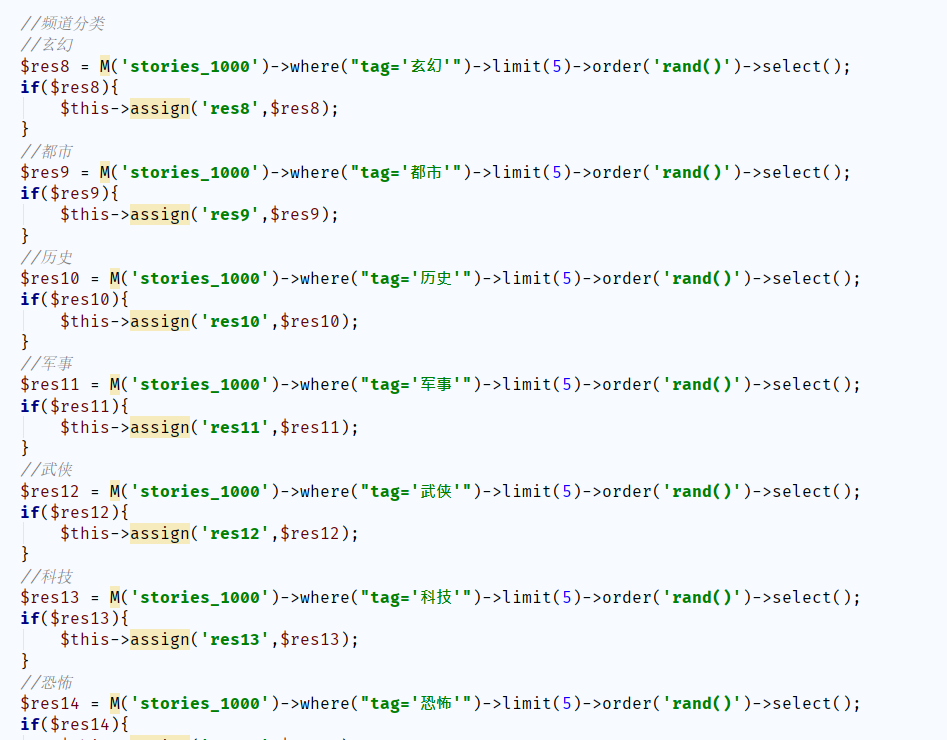 //频道分类
//玄幻
$res8 = M('stories_1000')->where("tag='玄幻'")->limit(5)->order('rand()')->select();
if($res8){
    $this->assign('res8',$res8);
}
//都市
$res9 = M('stories_1000')->where("tag='都市'")->limit(5)->order('rand()')->select();
if($res9){
    $this->assign('res9',$res9);
}
//历史
$res10 = M('stories_1000')->where("tag='历史'")->limit(5)->order('rand()')->select();
if($res10){
    $this->assign('res10',$res10);
}
//军事
$res11 = M('stories_1000')->where("tag='军事'")->limit(5)->order('rand()')->select();
if($res11){
    $this->assign('res11',$res11);
}
//武侠
$res12 = M('stories_1000')->where("tag='武侠'")->limit(5)->order('rand()')->select();
if($res12){
    $this->assign('res12',$res12);
}
//科技
$res13 = M('stories_1000')->where("tag='科技'")->limit(5)->order('rand()')->select();
if($res13){
    $this->assign('res13',$res13);
}
//恐怖
$res14 = M('stories_1000')->where("tag='恐怖'")->limit(5)->order('rand()')->select();
if($res14){